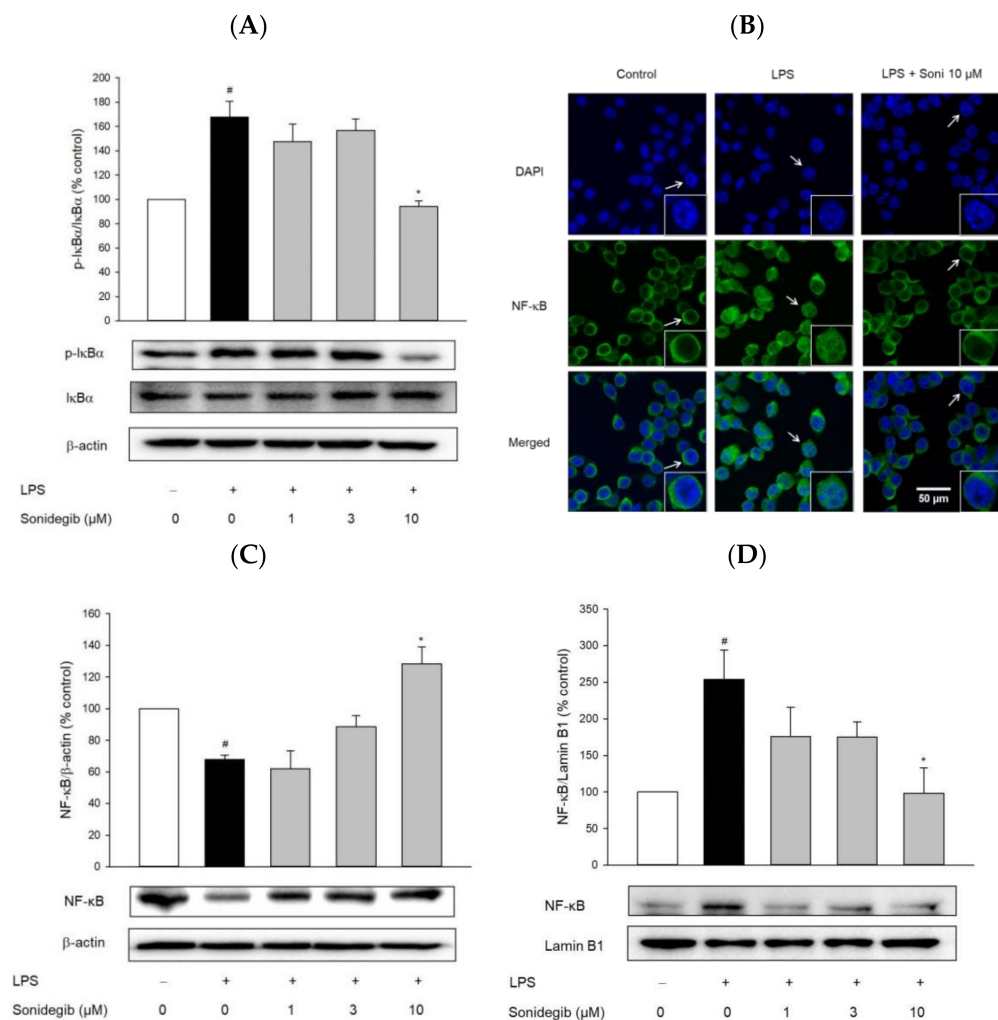 (A)
p-IκBα/IκBα (% control)
200
180
160
140
120
100
80
60
40
20
0
#
*
p-IκBα
IκBα
β-actin
LPS – + + + +
Sonidegib (μM) 0 0 1 3 10
(B)
Control LPS LPS + Soni 10 μM
DAPI
NF-κB
Merged
50 μm
(C)
NF-κB/β-actin (% control)
160
140
120
100
80
60
40
20
0
#
*
NF-κB
β-actin
LPS – + + + +
Sonidegib (μM) 0 0 1 3 10
(D)
NF-κB/Lamin B1 (% control)
350
300
250
200
150
100
50
0
#
*
NF-κB
Lamin B1
LPS – + + + +
Sonidegib (μM) 0 0 1 3 10